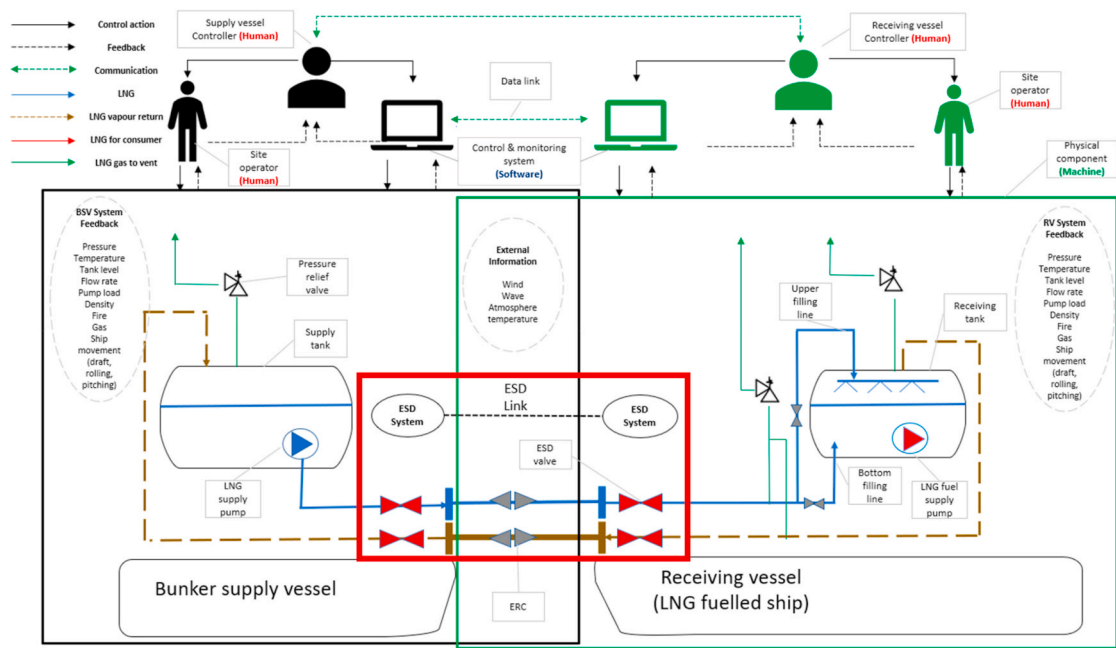 Control action
Feedback
Communication
LNG
LNG vapour return
LNG for consumer
LNG gas to vent
Supply vessel
Controller (Human)
Receiving vessel
Controller (Human)
Data link
Site
operator
(Human)
Site
operator
(Human)
Control & monitoring
system
(Software)
Physical
component
(Machine)
BSV System
Feedback
Pressure
Temperature
Tank level
Flow rate
Pump load
Density
Fire
Gas
Ship
movement
(draft,
rolling,
pitching)
Pressure relief
valve
Supply
tank
External
Information
Wind
Wave
Atmosphere
temperature
Upper
filling
line
Receiving
tank
RV System
Feedback
Pressure
Temperature
Tank level
Flow rate
Pump load
Density
Fire
Gas
Ship
movement
(draft,
rolling,
pitching)
ESD
Link
ESD
System
ESD
System
ESD
valve
LNG
supply
pump
Bottom
filling
line
LNG fuel
supply
pump
ERC
Bunker supply vessel
Receiving vessel
(LNG fuelled ship)